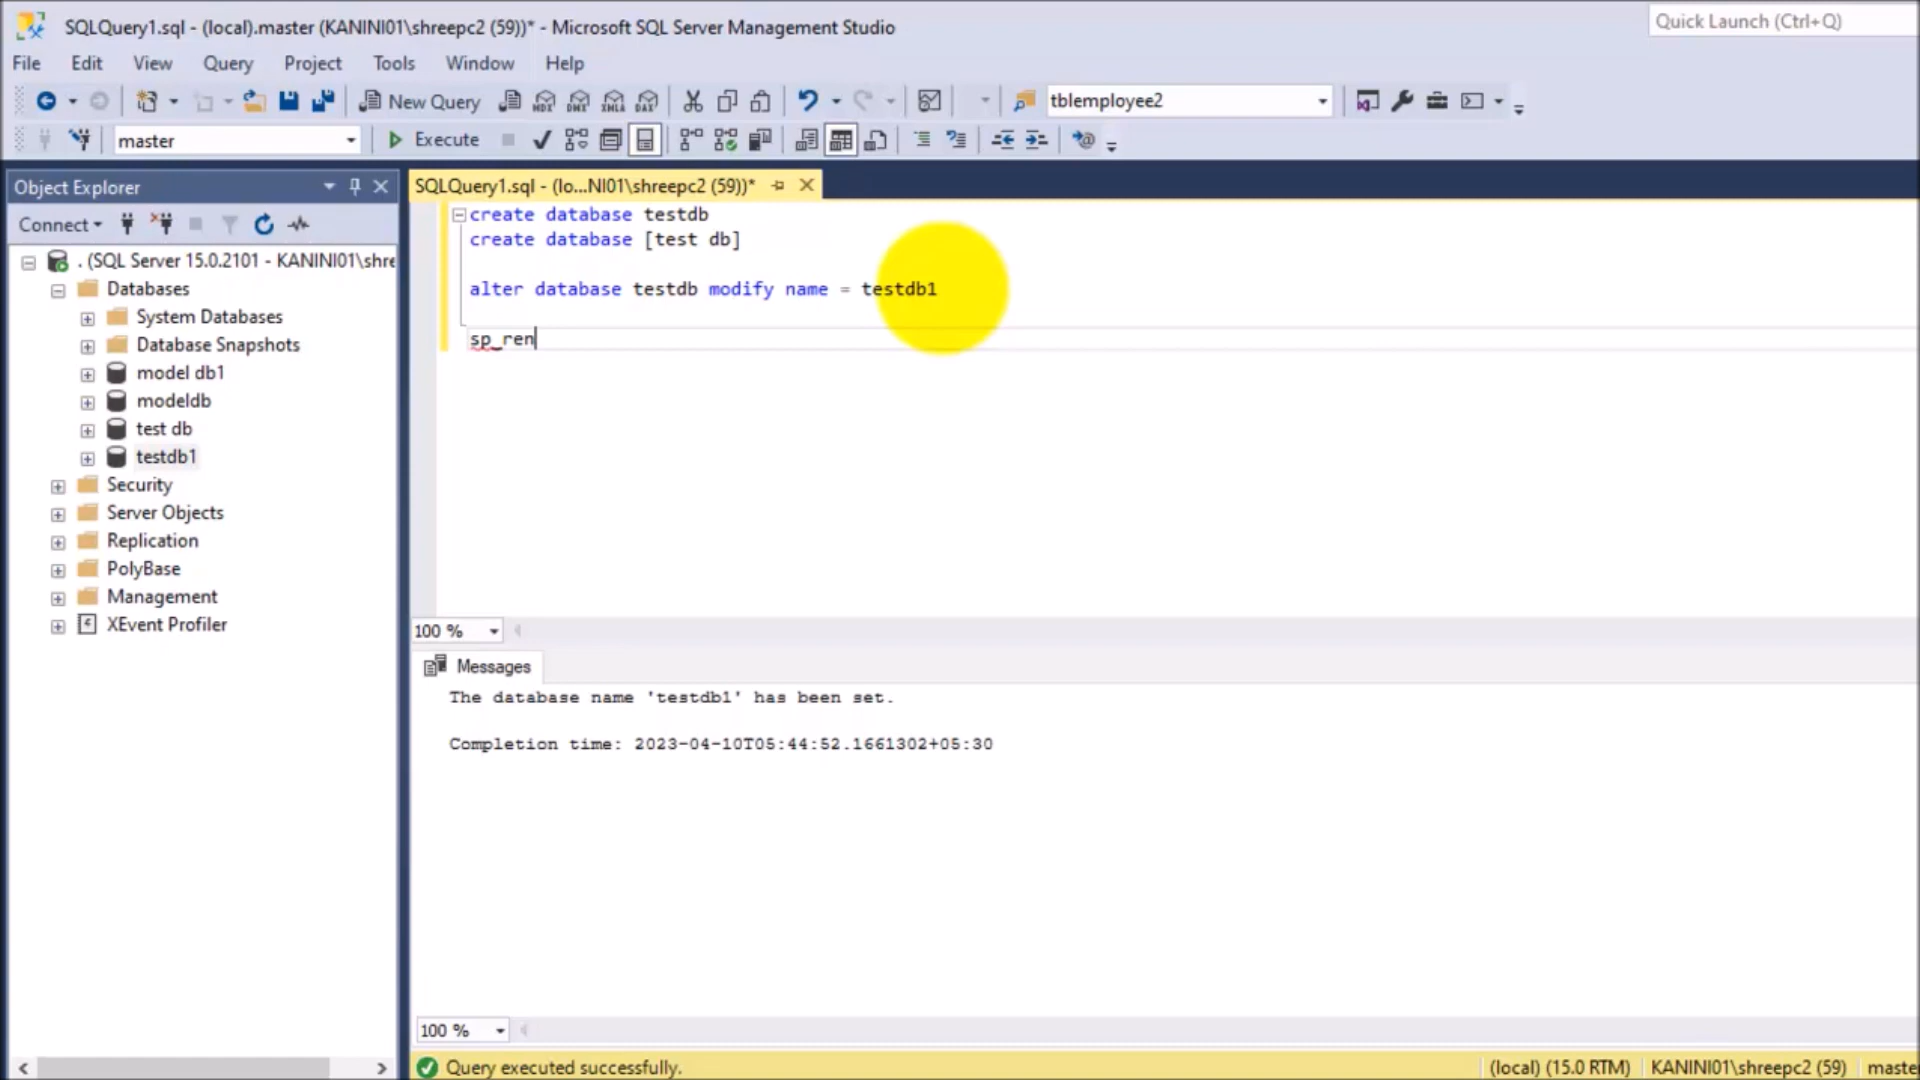 SQLQuery1.sql - (local).master (KANINI01\shreepc2 (59))* - Microsoft SQL Server Management Studio
Quick Launch (Ctrl+Q)
File Edit View Query Project Tools Window Help
New Query MDX DMX XMLA DAX tblemployee2
master Execute
Object Explorer
SQLQuery1.sql - (lo...NI01\shreepc2 (59))*
Connect
. (SQL Server 15.0.2101 - KANINI01\shre
Databases
System Databases
Database Snapshots
model db1
modeldb
test db
testdb1
Security
Server Objects
Replication
PolyBase
Management
XEvent Profiler
create database testdb
create database [test db]
alter database testdb modify name = testdb1
sp_ren
100 %
Messages
The database name 'testdb1' has been set.
Completion time: 2023-04-10T05:44:52.1661302+05:30
100 %
Query executed successfully. (local) (15.0 RTM) KANINI01\shreepc2 (59) maste